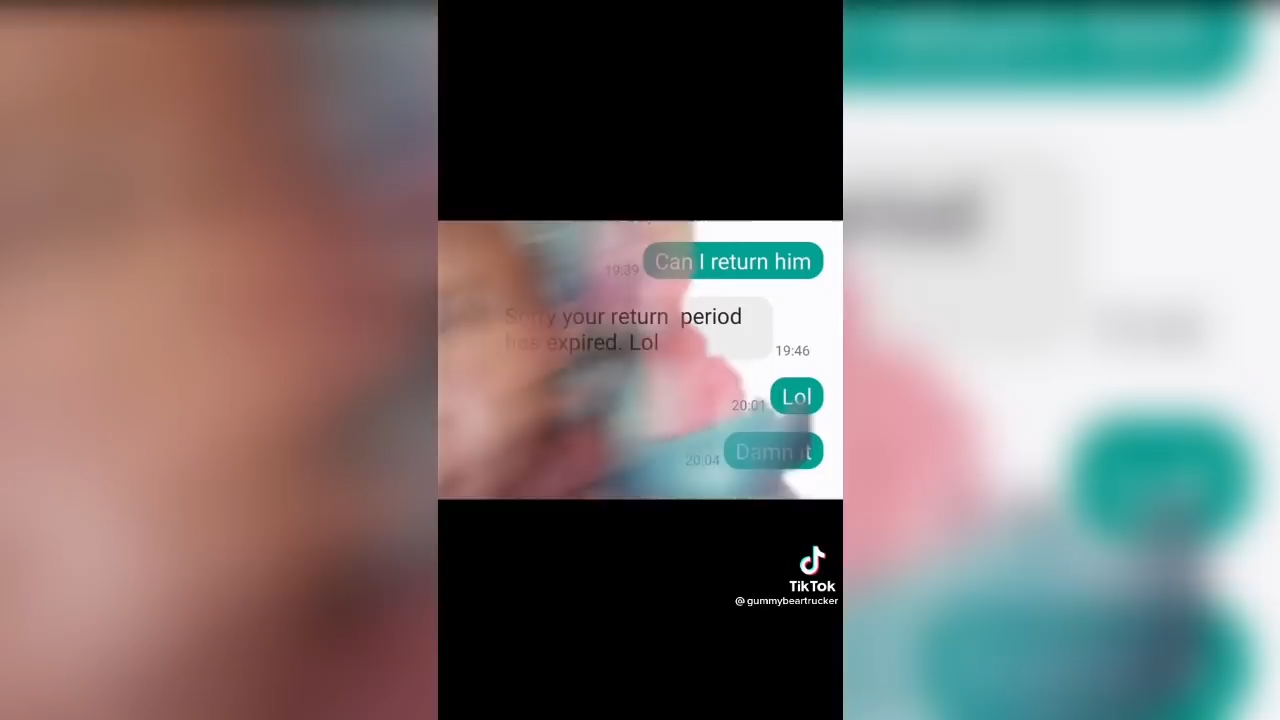 19:39 Can I return him
Sorry your return period
has expired. Lol
19:46
20:01 Lol
20:04 Damn it
TikTok
@gummybeartrucker